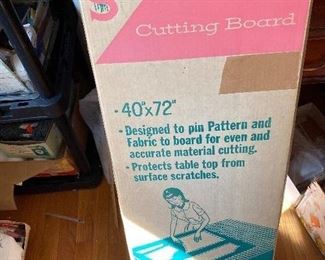 S
Cutting Board
• 40"x72"
• Designed to pin Pattern and
Fabric to board for even and
accurate material cutting.
• Protects table top from
surface scratches.